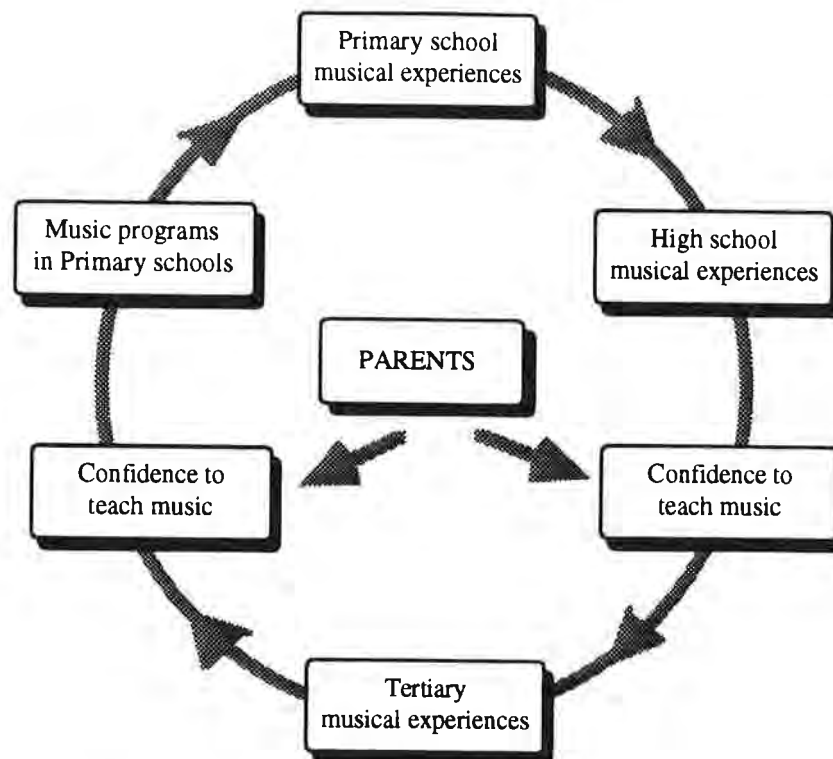 Primary school
musical experiences
Music programs
in Primary schools
High school
musical experiences
PARENTS
Confidence to
teach music
Confidence to
teach music
Tertiary
musical experiences